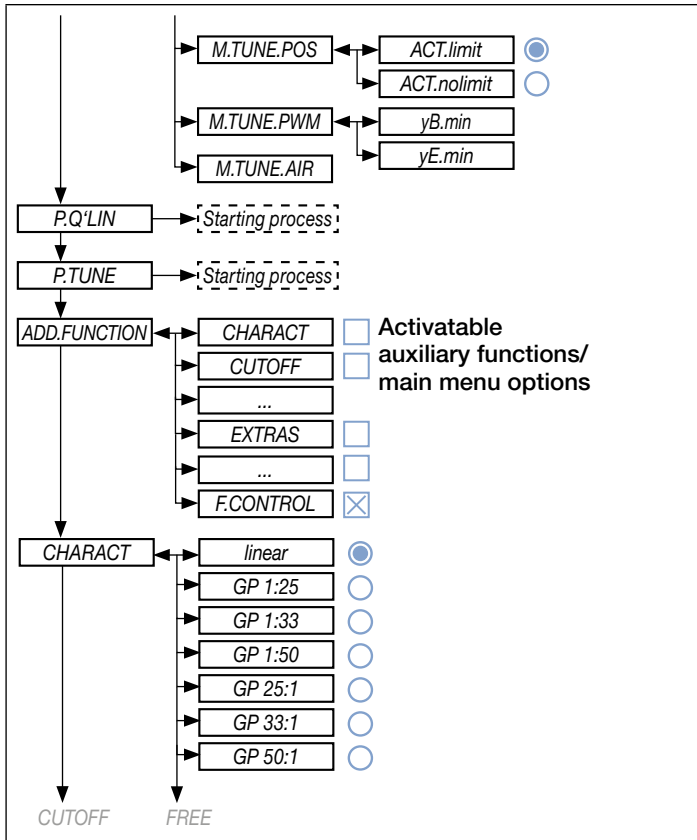 M.TUNE.POS
ACT.limit
ACT.nolimit
M.TUNE.PWM
yB.min
yE.min
M.TUNE.AIR
P.Q'LIN
Starting process
P.TUNE
Starting process
ADD.FUNCTION
CHARACT
CUTOFF
...
EXTRAS
...
F.CONTROL
Activatable
auxiliary functions/
main menu options
CHARACT
linear
GP 1:25
GP 1:33
GP 1:50
GP 25:1
GP 33:1
GP 50:1
CUTOFF
FREE